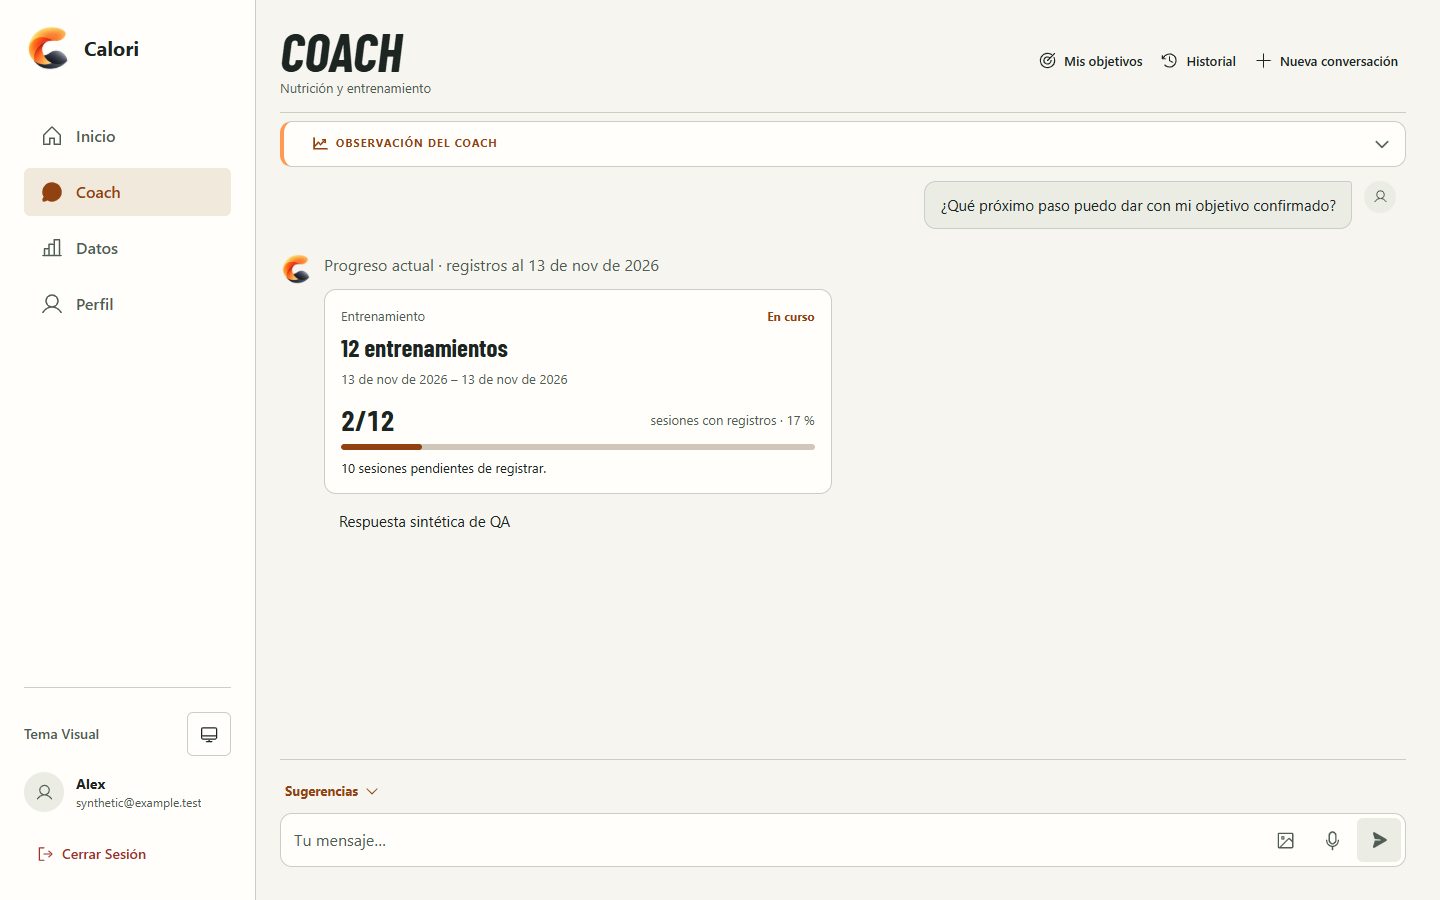 Calori
Inicio
Coach
Datos
Perfil
Tema Visual
Alex
synthetic@example.test
Cerrar Sesión
COACH
Nutrición y entrenamiento
Mis objetivos
Historial
Nueva conversación
OBSERVACIÓN DEL COACH
¿Qué próximo paso puedo dar con mi objetivo confirmado?
Progreso actual · registros al 13 de nov de 2026
Entrenamiento
En curso
12 entrenamientos
13 de nov de 2026 – 13 de nov de 2026
2/12
sesiones con registros · 17 %
10 sesiones pendientes de registrar.
Respuesta sintética de QA
Sugerencias
Tu mensaje...